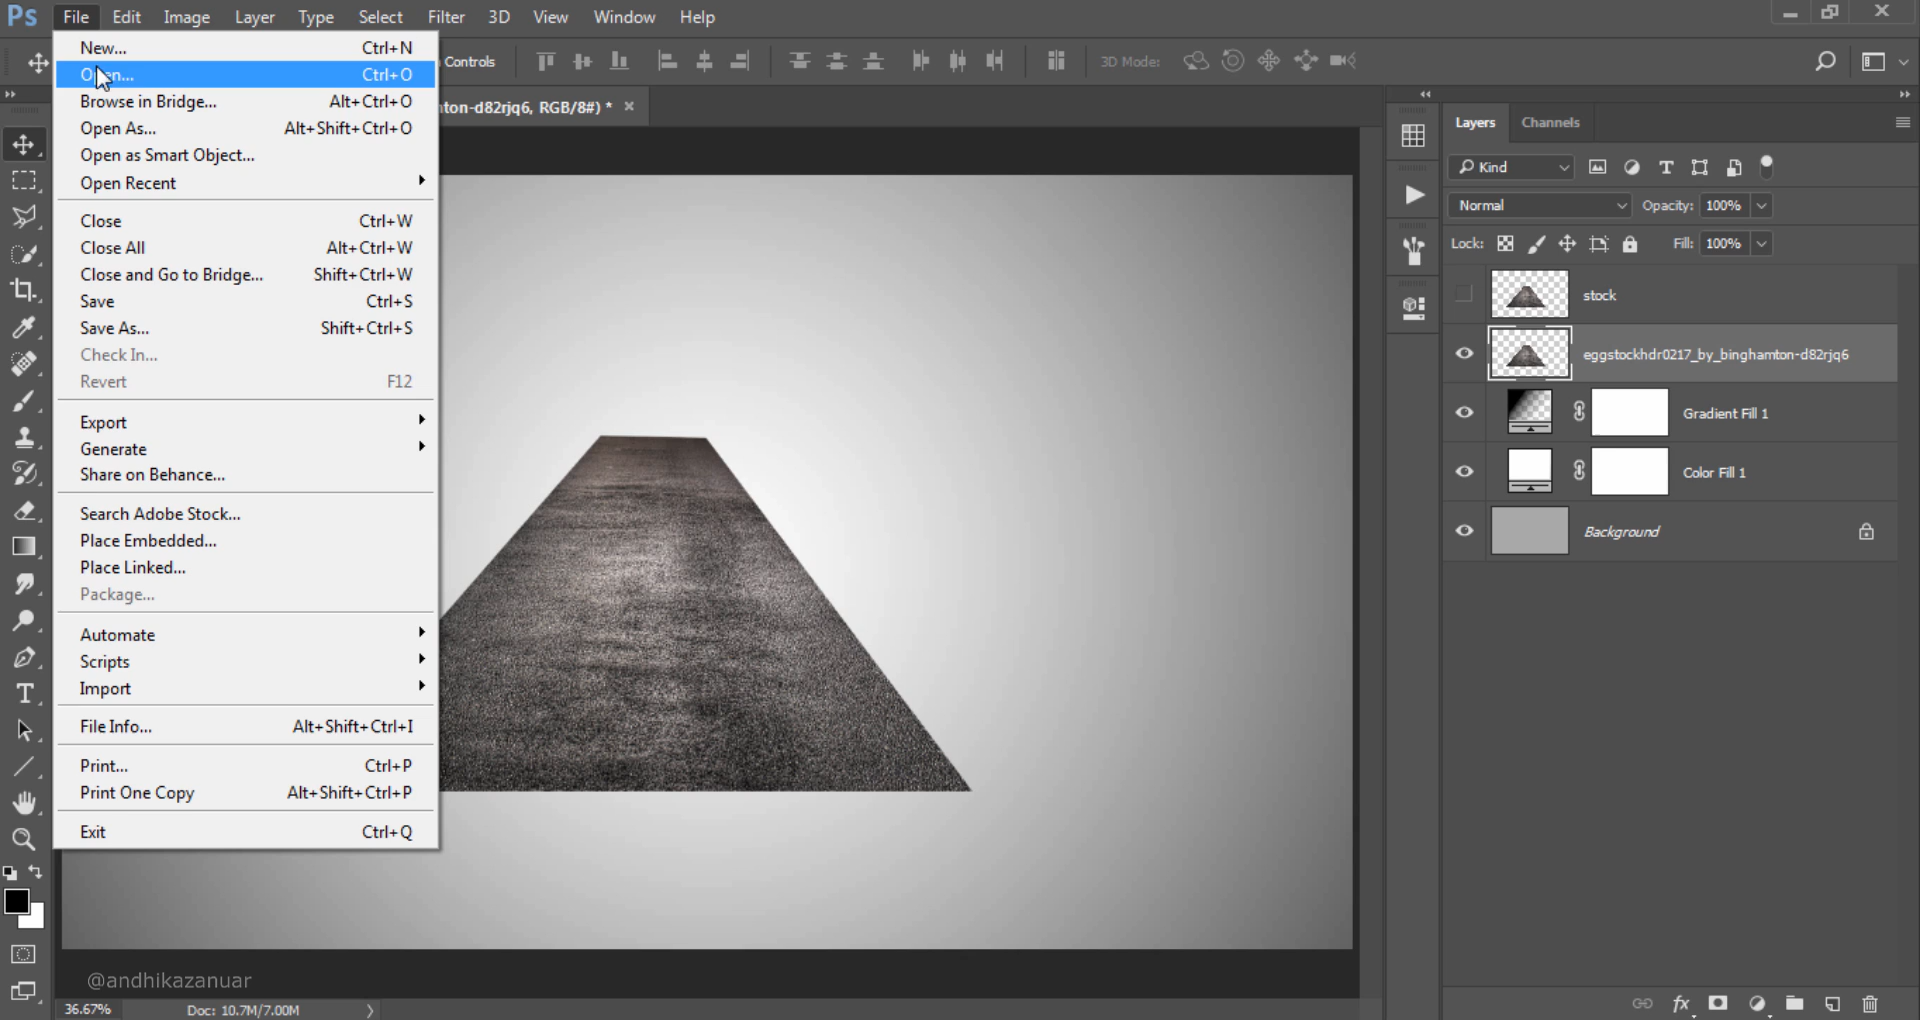 Ps File Edit Image Layer Type Select Filter 3D View Window Help
New... Ctrl+N
Controls
3D Mode:
Ctrl+O
Browse in Bridge... Alt+Ctrl+O
Open As... Alt+Shift+Ctrl+O
Open as Smart Object...
Open Recent
Close Ctrl+W
Close All Alt+Ctrl+W
Close and Go to Bridge... Shift+Ctrl+W
Save Ctrl+S
Save As... Shift+Ctrl+S
Check In...
Revert F12
Export
Generate
Share on Behance...
Search Adobe Stock...
Place Embedded...
Place Linked...
Package...
Automate
Scripts
Import
File Info... Alt+Shift+Ctrl+I
Print... Ctrl+P
Print One Copy Alt+Shift+Ctrl+P
Exit Ctrl+Q
ton-d82rjq6, RGB/8#) * ×
Layers Channels
Kind
Normal Opacity: 100%
Lock: Fill: 100%
stock
eggstockhdr0217_by_binghamton-d82rjq6
Gradient Fill 1
Color Fill 1
Background
fx
@andhikazanuar
36.67% Doc: 10.7M/7.00M